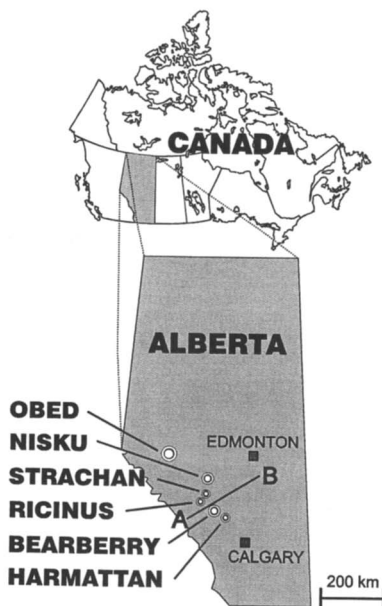 CANADA
ALBERTA
OBED
NISKU
EDMONTON
STRACHAN
B
RICINUS
A
BEARBERRY
CALGARY
HARMATTAN
200 km